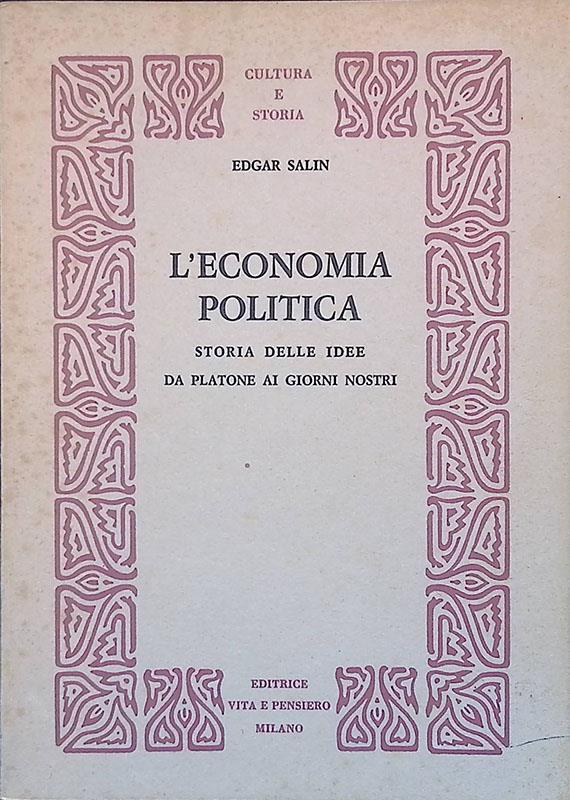 CULTURA
E
STORIA
EDGAR SALIN
L'ECONOMIA
POLITICA
STORIA DELLE IDEE
DA PLATONE AI GIORNI NOSTRI
EDITRICE
VITA E PENSIERO
MILANO